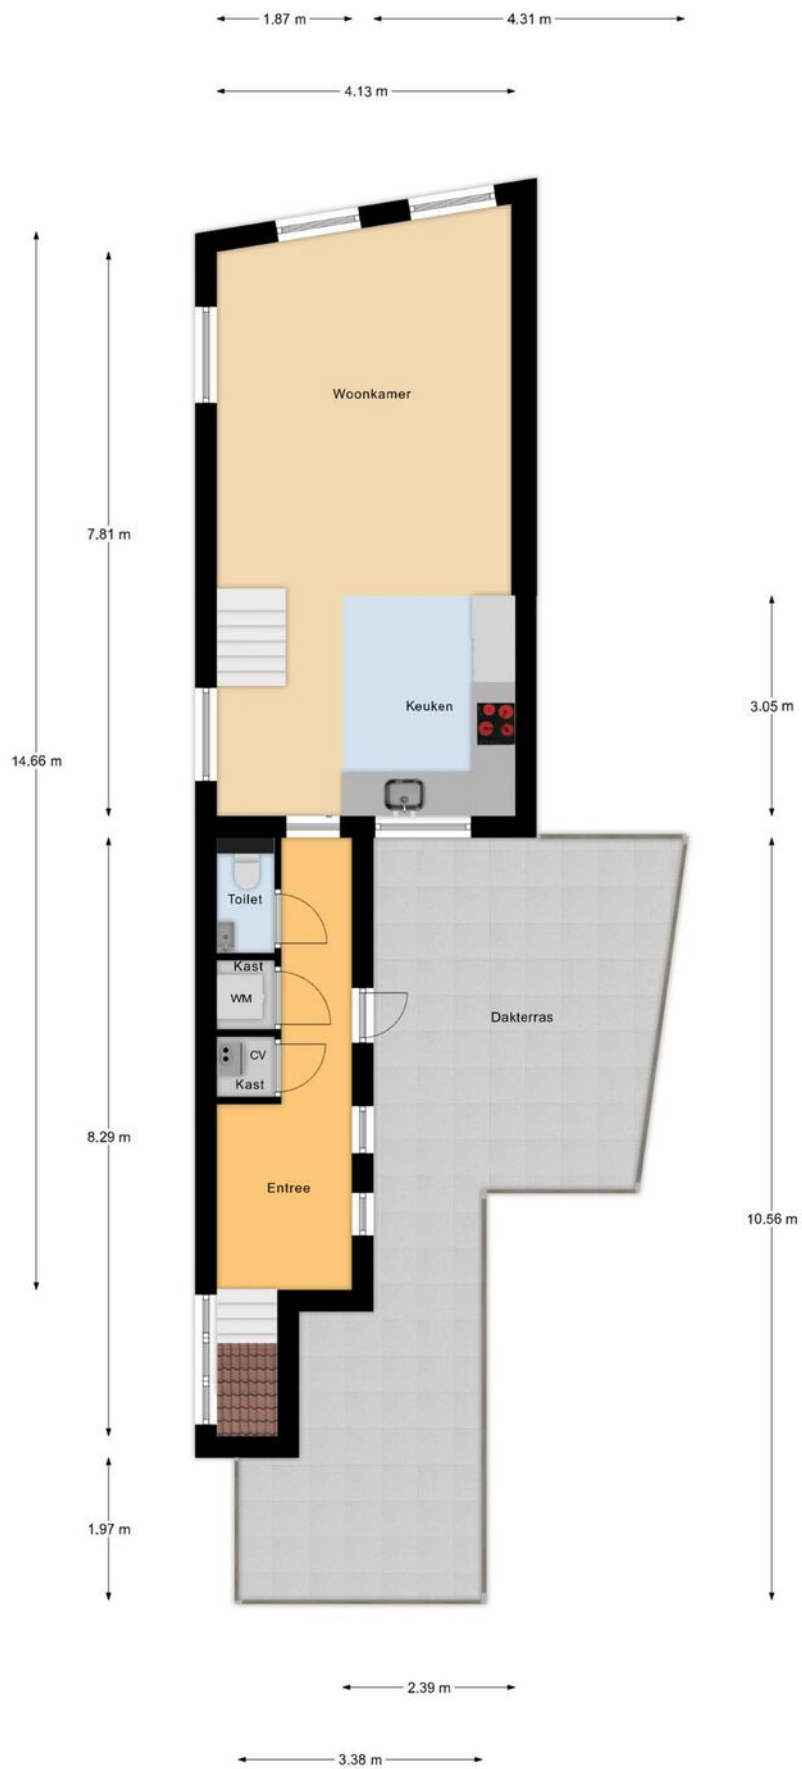 1.87 m
4.31 m
4.13 m
Woonkamer
7.81 m
Keuken
3.05 m
14.66 m
Toilet
Kast
WM
Dakterras
CV
Kast
8.29 m
Entree
10.56 m
1.97 m
2.39 m
3.38 m